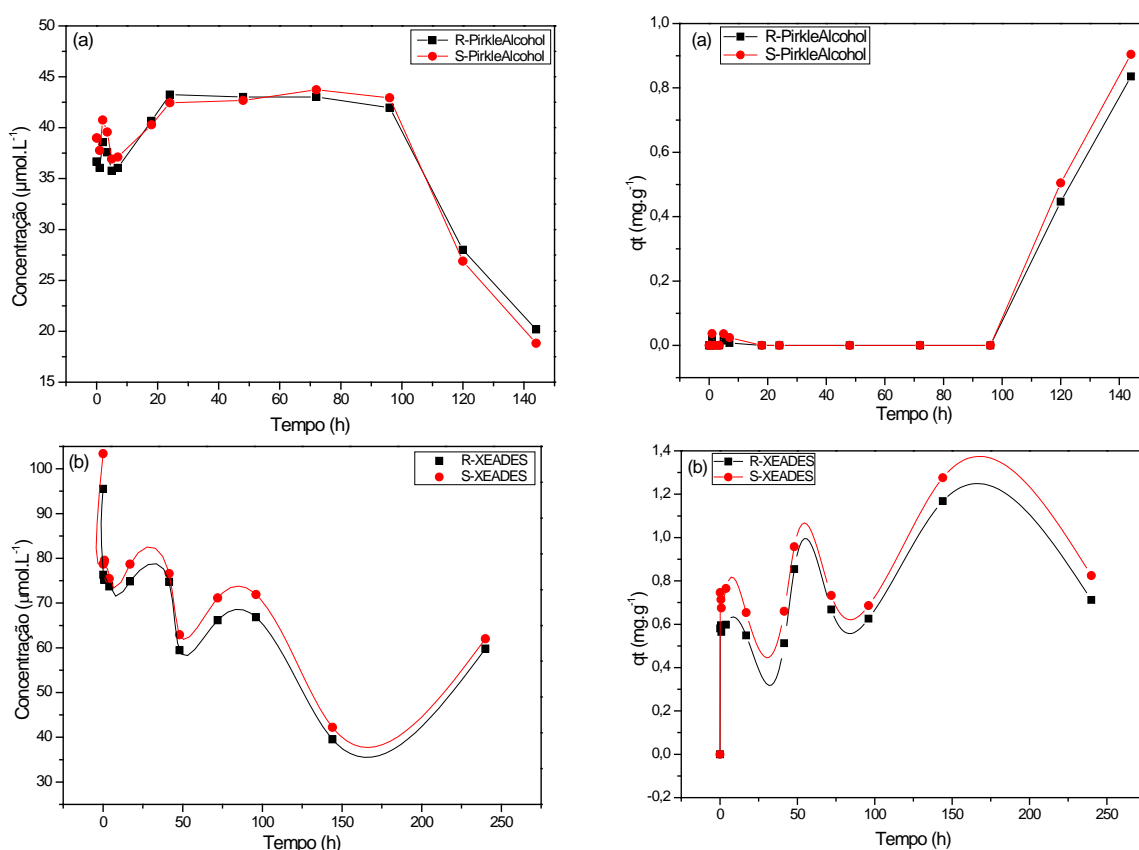 (a)
R-PirkleAlcohol
S-PirkleAlcohol
Concentração (µmol.L-1)
50
45
40
35
30
25
20
15
0 20 40 60 80 100 120 140
Tempo (h)
(a)
R-PirkleAlcohol
S-PirkleAlcohol
qt (mg.g-1)
1,0
0,8
0,6
0,4
0,2
0,0
0 20 40 60 80 100 120 140
Tempo (h)
(b)
R-XEADES
S-XEADES
Concentração (µmol.L-1)
100
90
80
70
60
50
40
30
0 50 100 150 200 250
Tempo (h)
(b)
R-XEADES
S-XEADES
qt (mg.g-1)
1,4
1,2
1,0
0,8
0,6
0,4
0,2
0,0
-0,2
0 50 100 150 200 250
Tempo (h)